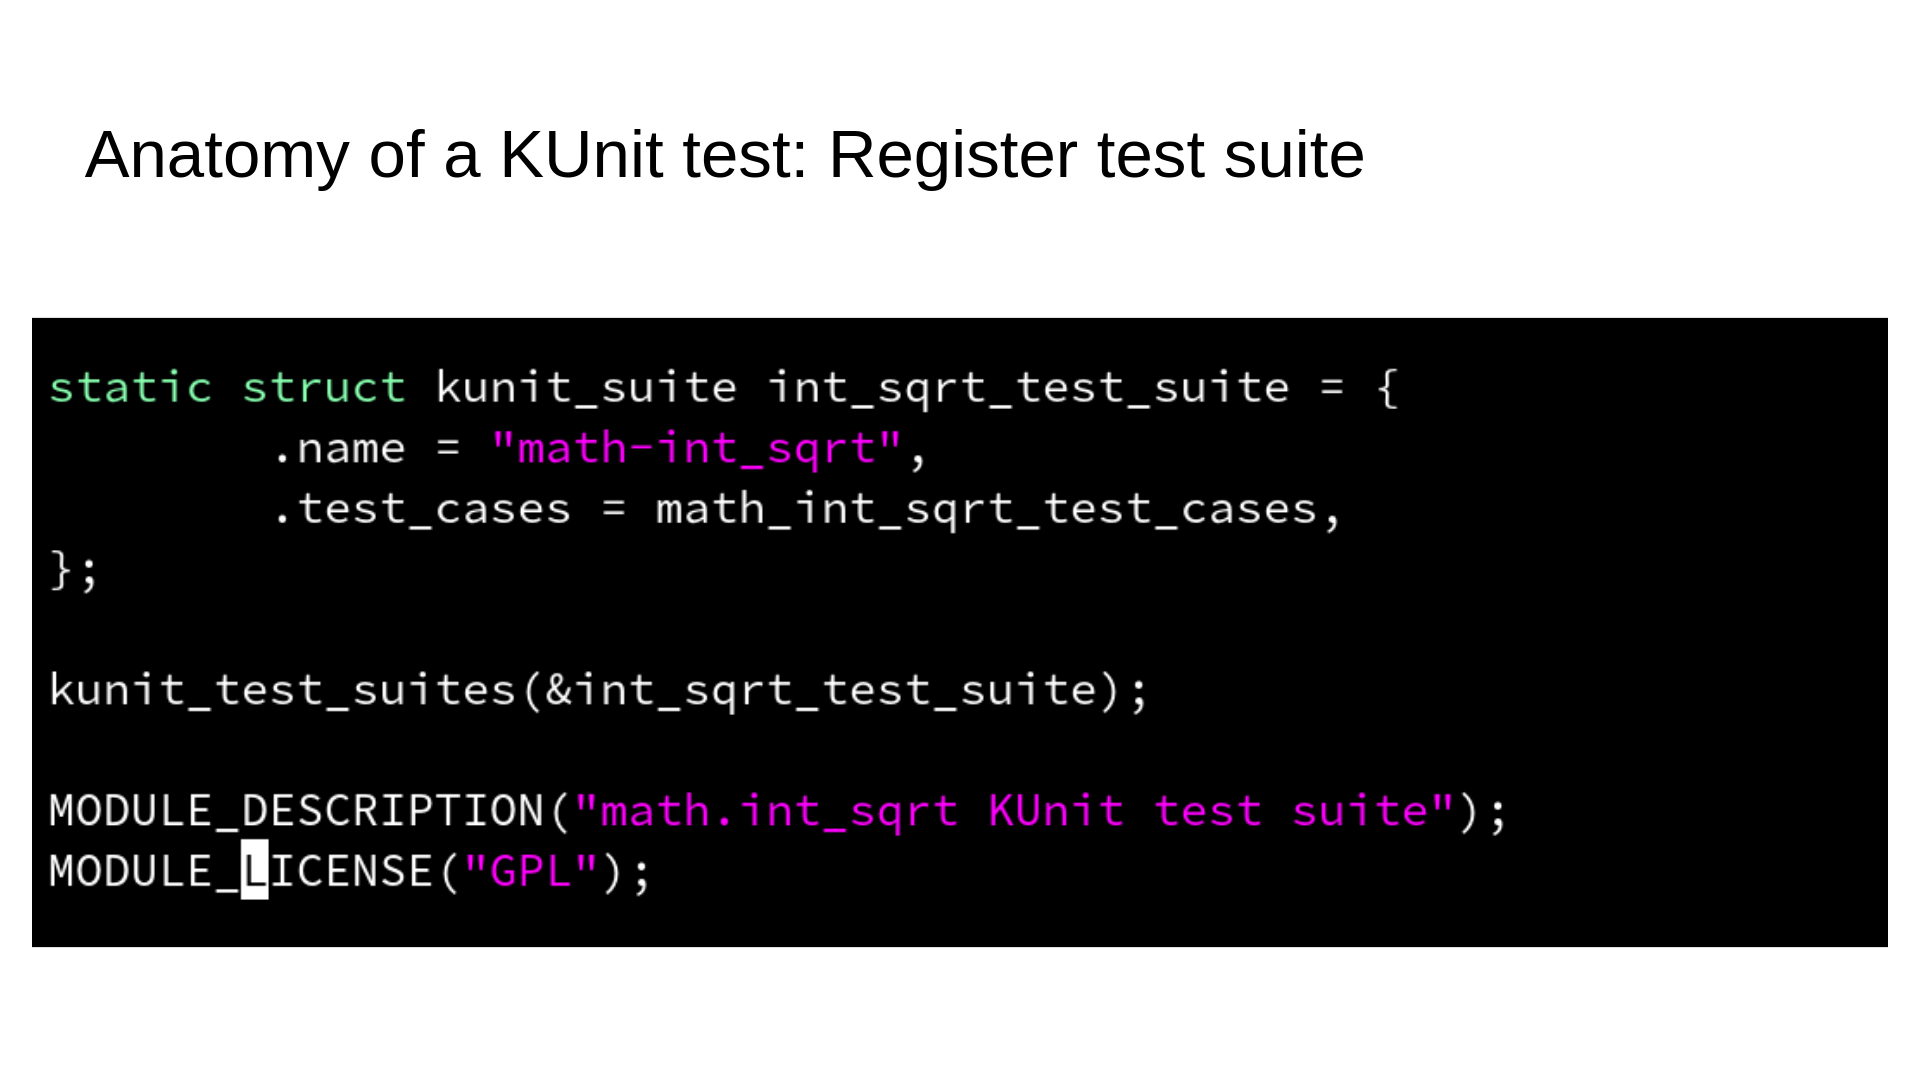 Anatomy of a KUnit test: Register test suite
static struct kunit_suite int_sqrt_test_suite = {
        .name = "math-int_sqrt",
        .test_cases = math_int_sqrt_test_cases,
};
kunit_test_suites(&int_sqrt_test_suite);
MODULE_DESCRIPTION("math.int_sqrt KUnit test suite");
MODULE_LICENSE("GPL");